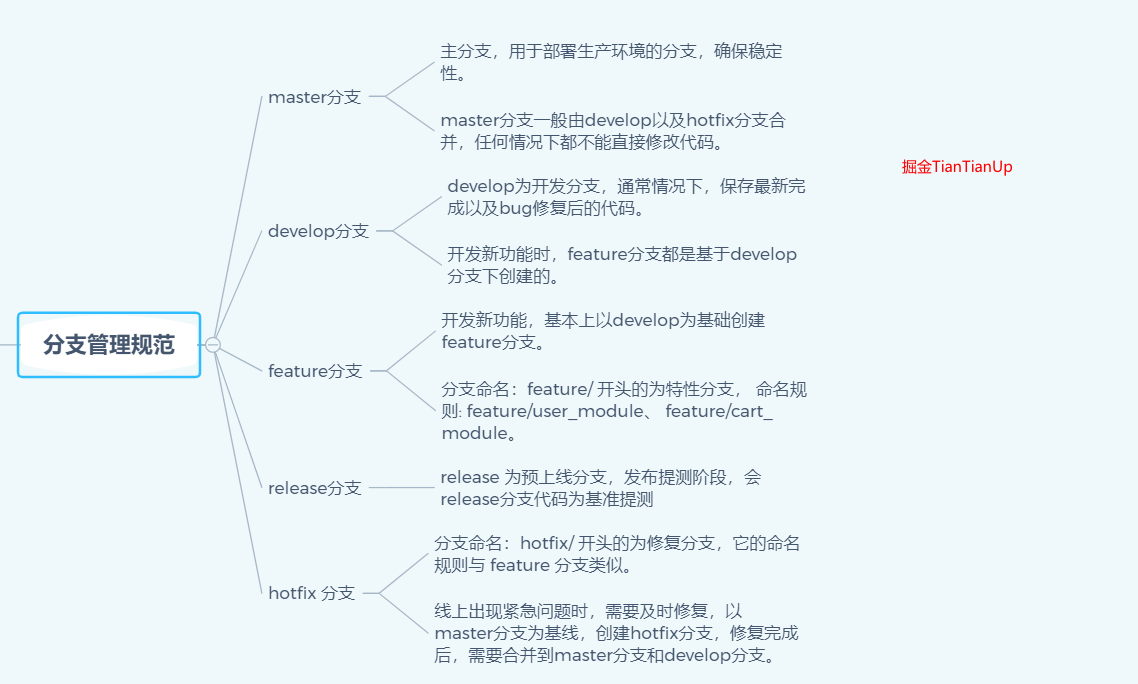 主分支，用于部署生产环境的分支，确保稳定
性。
master分支
master分支一般由develop以及hotfix分支合
并，任何情况下都不能直接修改代码。
掘金TianTianUp
develop为开发分支，通常情况下，保存最新完
成以及bug修复后的代码。
develop分支
开发新功能时，feature分支都是基于develop
分支下创建的。
分支管理规范
开发新功能，基本上以develop为基础创建
feature分支。
feature分支
分支命名：feature/ 开头的为特性分支， 命名规
则: feature/user_module、 feature/cart_
module。
release分支
release 为预上线分支，发布提测阶段，会
release分支代码为基准提测
分支命名：hotfix/ 开头的为修复分支，它的命名
规则与 feature 分支类似。
hotfix 分支
线上出现紧急问题时，需要及时修复，以
master分支为基线，创建hotfix分支，修复完成
后，需要合并到master分支和develop分支。